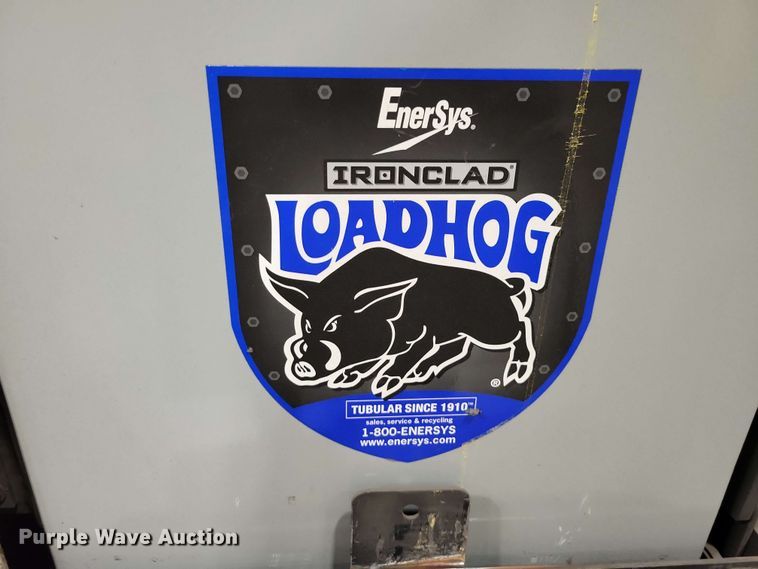 EnerSys®
IRONCLAD®
LOADHOG
®
TUBULAR SINCE 1910™
sales, service & recycling
1-800-ENERSYS
www.enersys.com
Purple Wave Auction